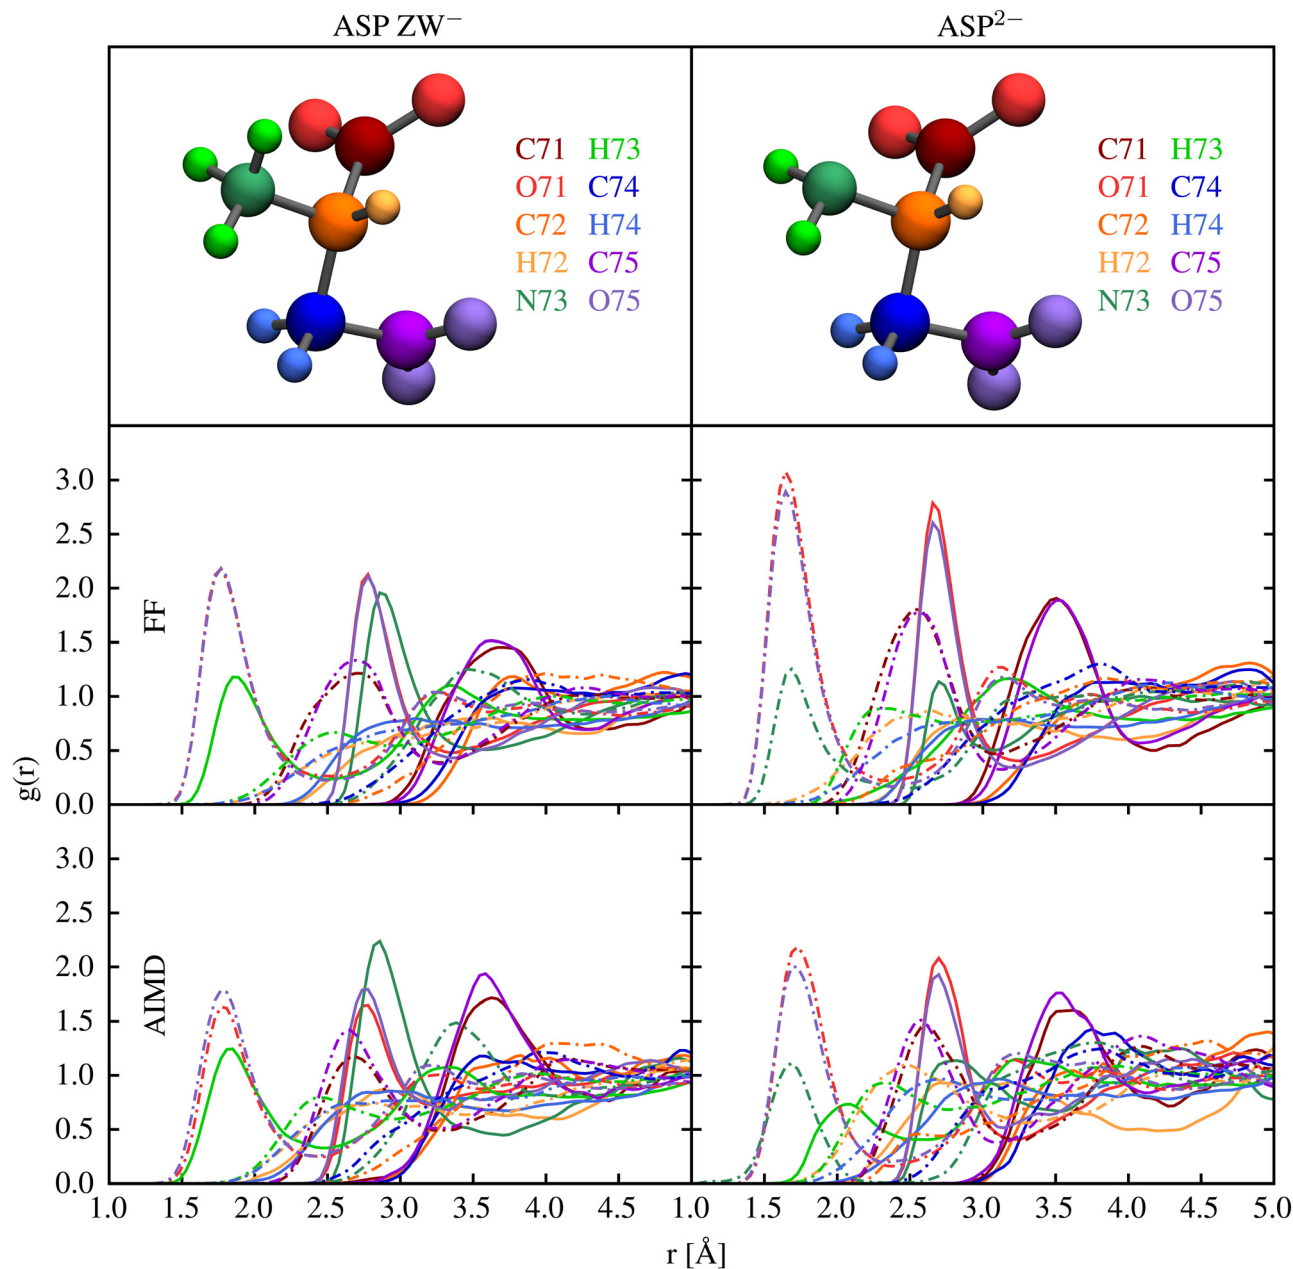 ASP ZW⁻ ASP²⁻
C71 H73 C71 H73
O71 C74 O71 C74
C72 H74 C72 H74
H72 C75 H72 C75
N73 O75 N73 O75
3.0
2.5
2.0
1.5
1.0
0.5
0.0
FF
g(r)
3.0
2.5
2.0
1.5
1.0
0.5
0.0
AIMD
1.0 1.5 2.0 2.5 3.0 3.5 4.0 4.5 1.0 1.5 2.0 2.5 3.0 3.5 4.0 4.5 5.0
r [Å]